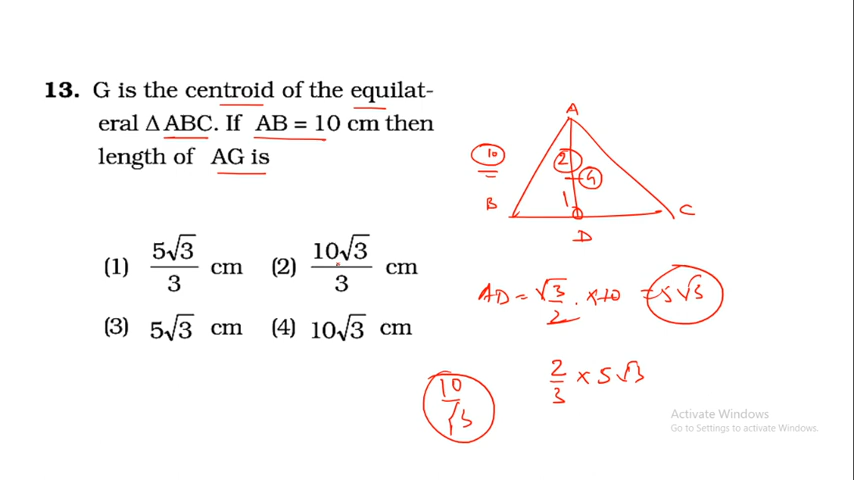 13. G is the centroid of the equilat-
eral Δ ABC. If AB = 10 cm then
length of AG is
(1) 5√3/3 cm (2) 10√3/3 cm
(3) 5√3 cm (4) 10√3 cm
A
10
2
G
1
B
C
D
AD = √3/2 . x 10 = 5√3
2/3 x 5√3
10/√3
Activate Windows
Go to Settings to activate Windows.